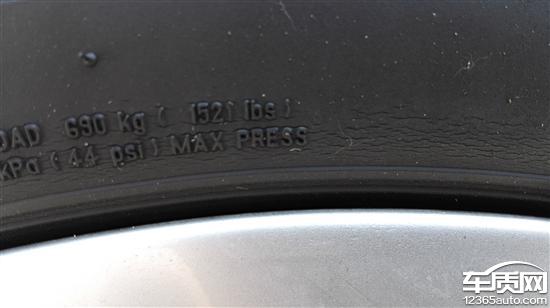 OAD 690 Kg ( 1521 lbs )
KPa ( 44 psi ) MAX PRESS
车质网
12365auto.com